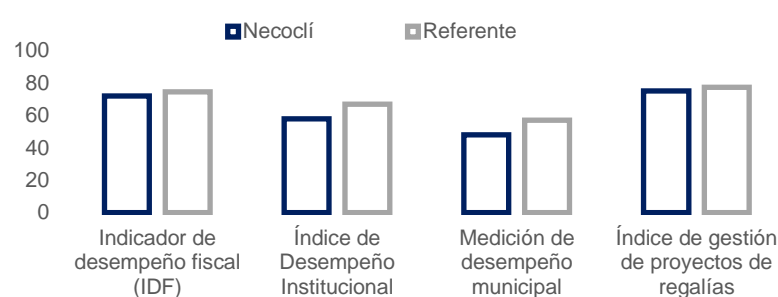 Necoclí Referente
100
80
60
40
20
0
Indicador de desempeño fiscal (IDF)
Índice de Desempeño Institucional
Medición de desempeño municipal
Índice de gestión de proyectos de regalías